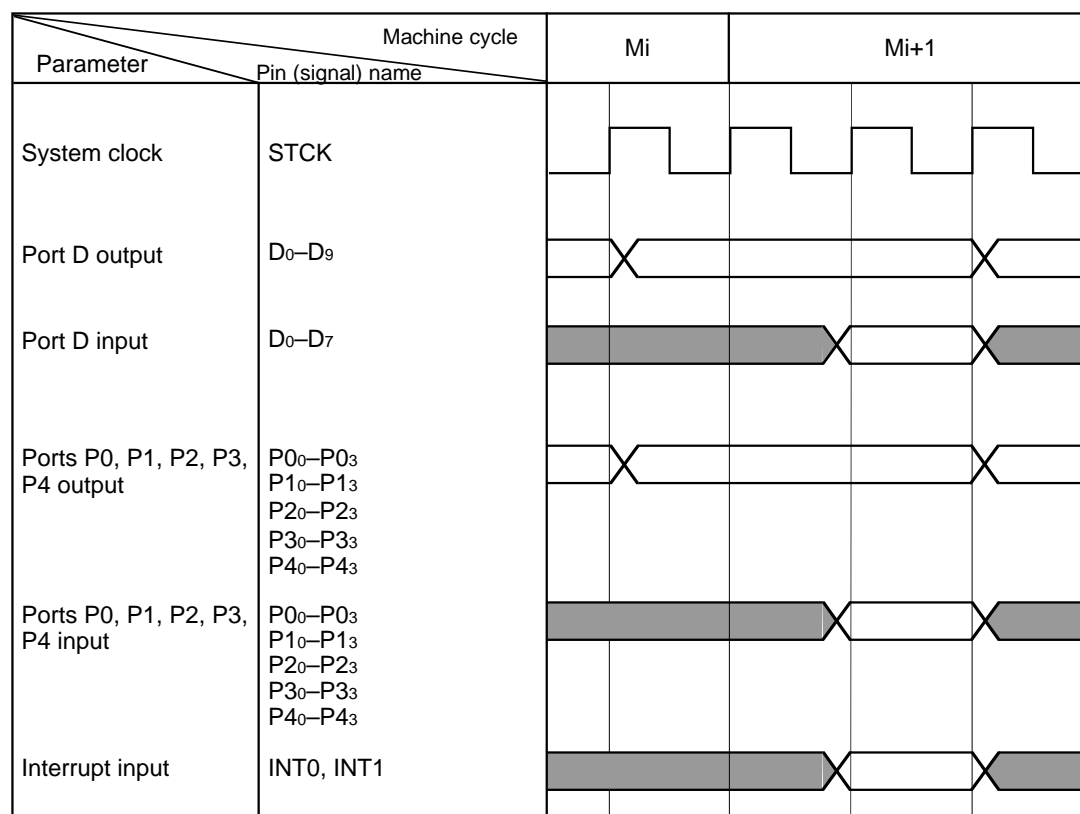 Machine cycle
Parameter
Pin (signal) name
Mi
Mi+1
System clock
STCK
Port D output
D0–D9
Port D input
D0–D7
Ports P0, P1, P2, P3,
P4 output
P00–P03
P10–P13
P20–P23
P30–P33
P40–P43
Ports P0, P1, P2, P3,
P4 input
P00–P03
P10–P13
P20–P23
P30–P33
P40–P43
Interrupt input
INT0, INT1